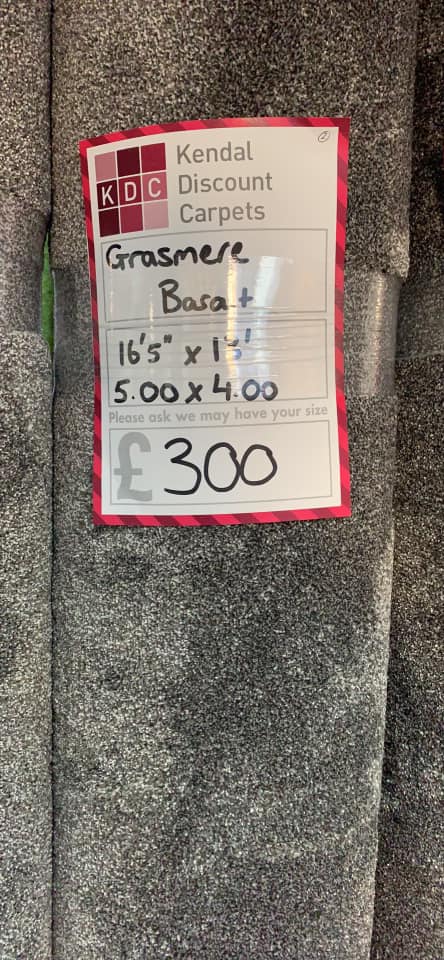 Kendal
KDC Discount
Carpets
Grasmere
Basalt
16'5" x 13'
5.00 x 4.00
Please ask we may have your size
£300